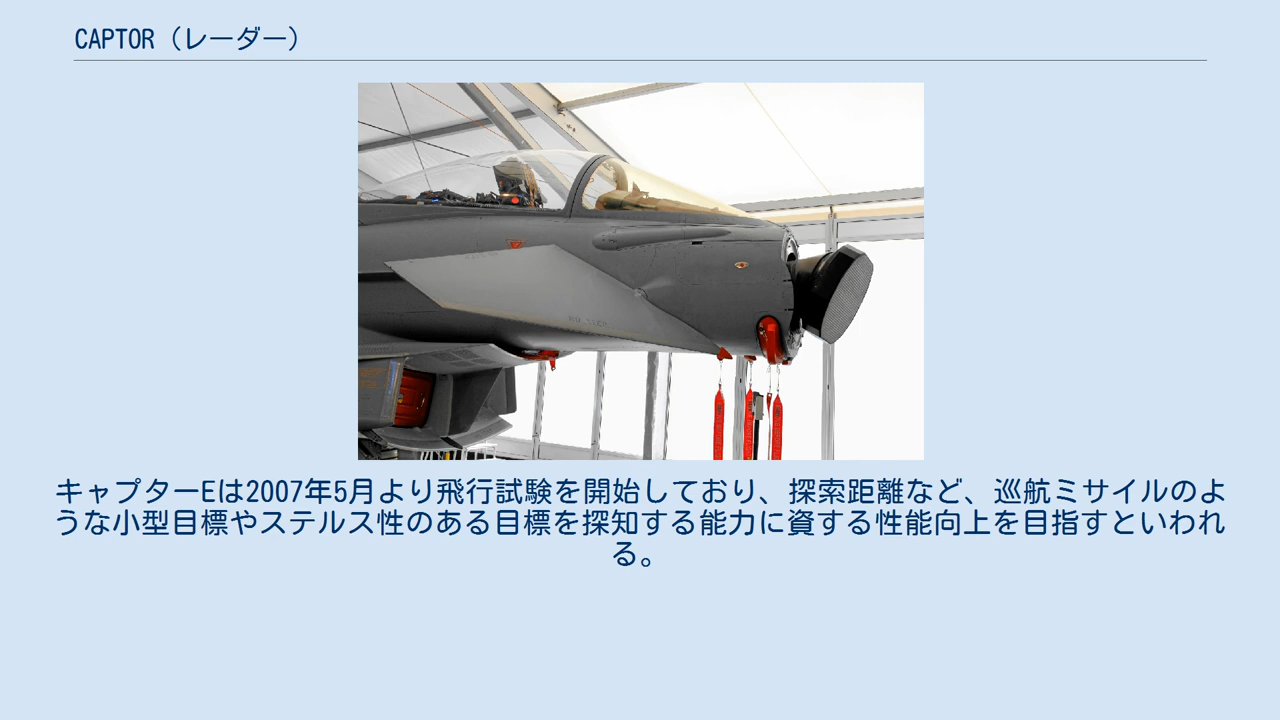 CAPTOR（レーダー）
キャプターEは2007年5月より飛行試験を開始しており、探索距離など、巡航ミサイルのよ
うな小型目標やステルス性のある目標を探知する能力に資する性能向上を目指すといわれ
る。